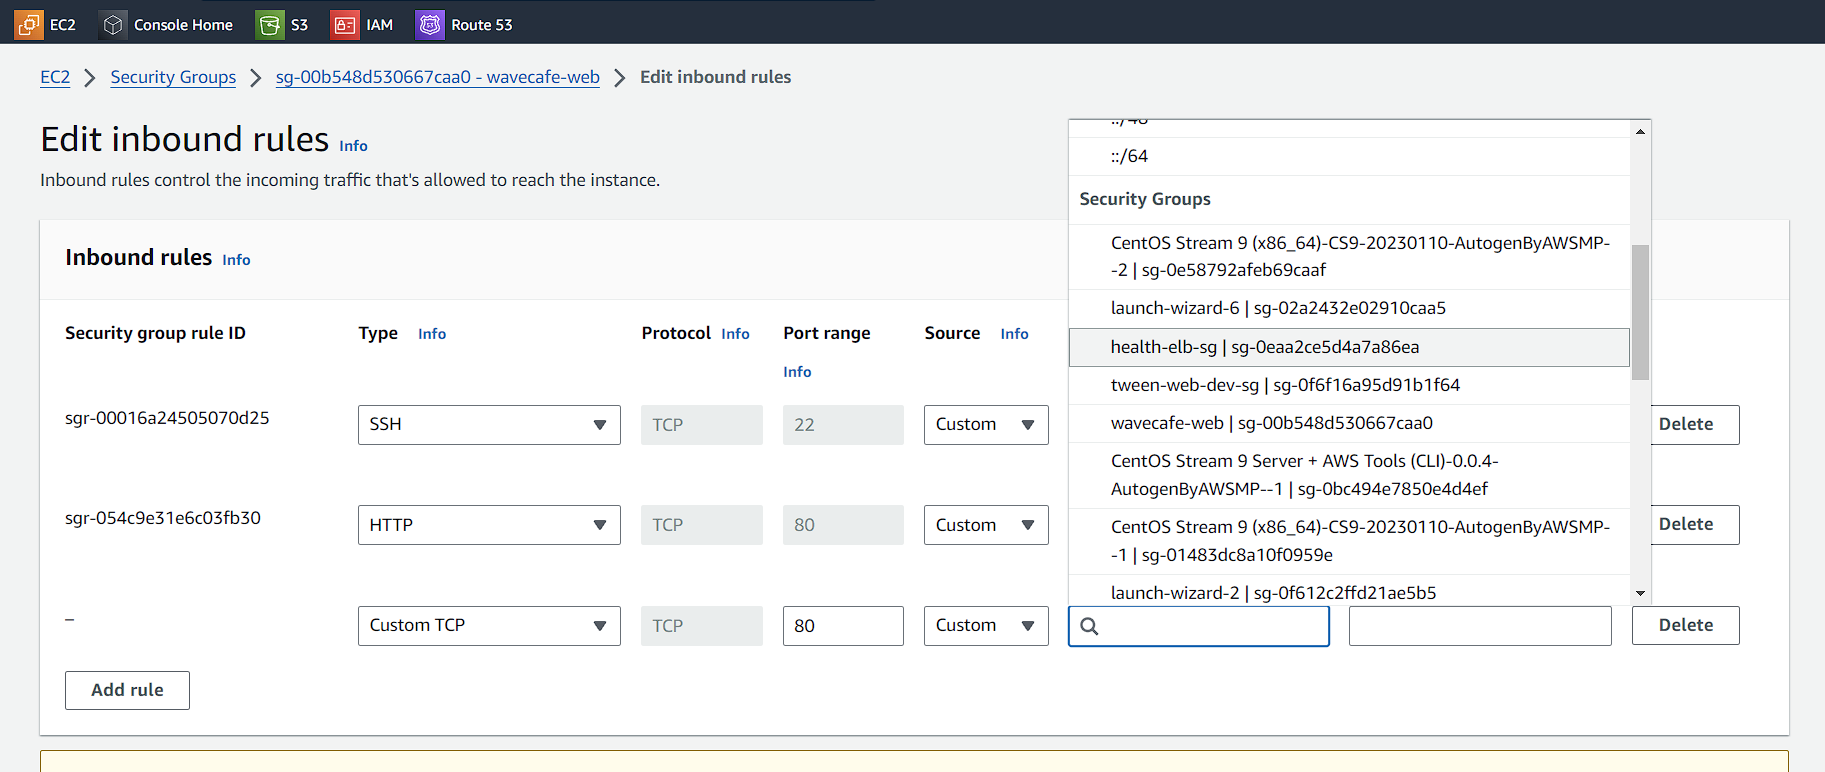 EC2 Console Home S3 IAM Route 53
EC2 > Security Groups > sg-00b548d530667caa0 - wavecafe-web > Edit inbound rules
Edit inbound rules Info
Inbound rules control the incoming traffic that's allowed to reach the instance.
Inbound rules Info
Security group rule ID Type Info Protocol Info Port range Info Source Info
sgr-00016a24505070d25 SSH TCP 22 Custom Delete
sgr-054c9e31e6c03fb30 HTTP TCP 80 Custom Delete
– Custom TCP TCP 80 Custom Delete
Add rule
::/48
::/64
Security Groups
CentOS Stream 9 (x86_64)-CS9-20230110-AutogenByAWSMP-
-2 | sg-0e58792afeb69caaf
launch-wizard-6 | sg-02a2432e02910caa5
health-elb-sg | sg-0eaa2ce5d4a7a86ea
tween-web-dev-sg | sg-0f6f16a95d91b1f64
wavecafe-web | sg-00b548d530667caa0
CentOS Stream 9 Server + AWS Tools (CLI)-0.0.4-
AutogenByAWSMP--1 | sg-0bc494e7850e4d4ef
CentOS Stream 9 (x86_64)-CS9-20230110-AutogenByAWSMP-
-1 | sg-01483dc8a10f0959e
launch-wizard-2 | sg-0f612c2ffd21ae5b5